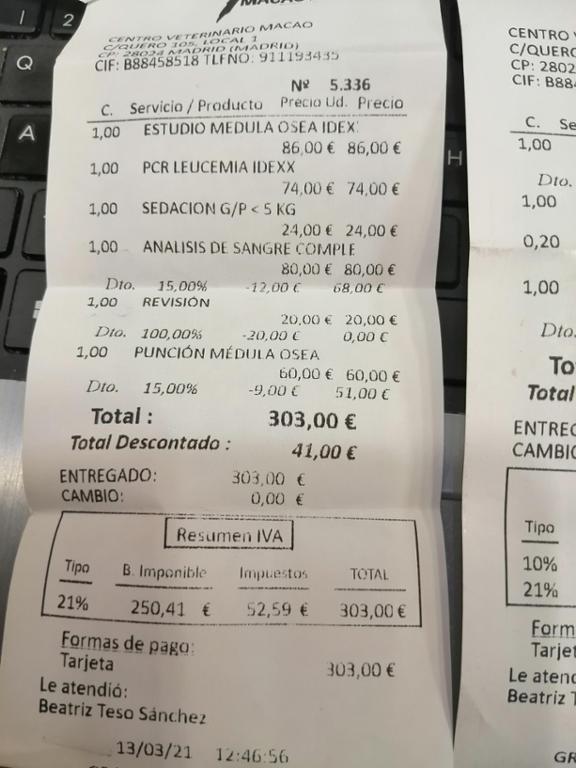 MACAO
CENTRO VETERINARIO MACAO
C/QUERO 105, LOCAL 1
CP: 28024 MADRID (MADRID)
CIF: B88458518 TLFNO: 911193435
Nº 5.336
C. Servicio / Producto Precio Ud. Precio
1,00 ESTUDIO MEDULA OSEA IDEX
86,00 € 86,00 €
1,00 PCR LEUCEMIA IDEXX
74,00 € 74,00 €
1,00 SEDACION G/P < 5 KG
24,00 € 24,00 €
1,00 ANALISIS DE SANGRE COMPLE
80,00 € 80,00 €
Dto. 15,00% -12,00 € 68,00 €
1,00 REVISIÓN
20,00 € 20,00 €
Dto. 100,00% -20,00 € 0,00 €
1,00 PUNCIÓN MÉDULA OSEA
60,00 € 60,00 €
Dto. 15,00% -9,00 € 51,00 €
Total : 303,00 €
Total Descontado : 41,00 €
ENTREGADO: 303,00 €
CAMBIO: 0,00 €
Resumen IVA
Tipo B. Imponible Impuestos TOTAL
21% 250,41 € 52,59 € 303,00 €
Formas de pago:
Tarjeta 303,00 €
Le atendió:
Beatriz Teso Sánchez
13/03/21 12:46:56
CENTRO
C/QUERO
CP: 2802
CIF: B88
C. Se
1,00
Dto.
1,00
0,20
1,00
Dto.
To
Total
ENTREG
CAMBIO
Tipo
10%
21%
Form
Tarjet
Le atend
Beatriz T
GR
1
2
Q
A
H